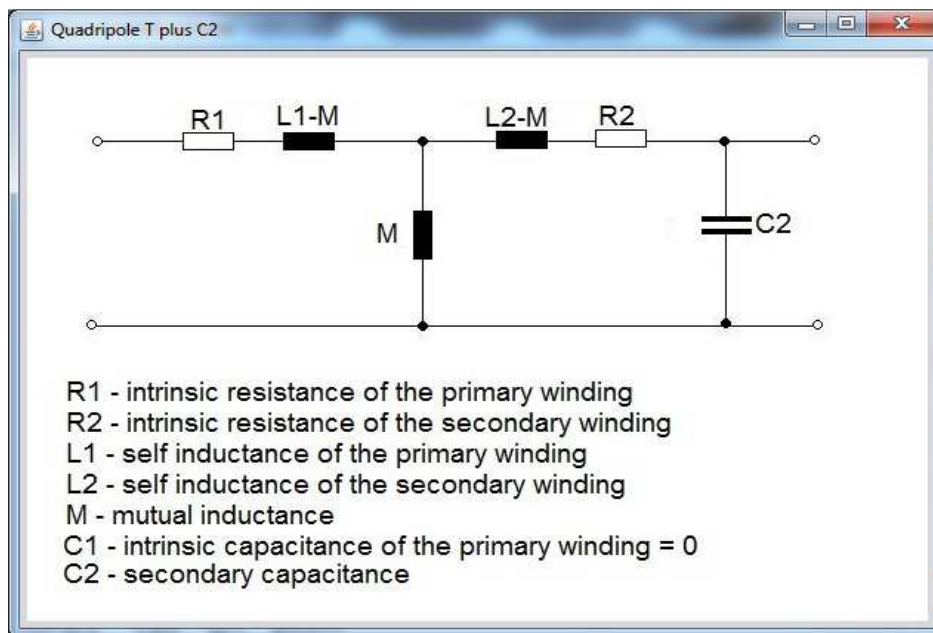 Quadripole T plus C2
R1 L1-M L2-M R2
M C2
R1 - intrinsic resistance of the primary winding
R2 - intrinsic resistance of the secondary winding
L1 - self inductance of the primary winding
L2 - self inductance of the secondary winding
M - mutual inductance
C1 - intrinsic capacitance of the primary winding = 0
C2 - secondary capacitance